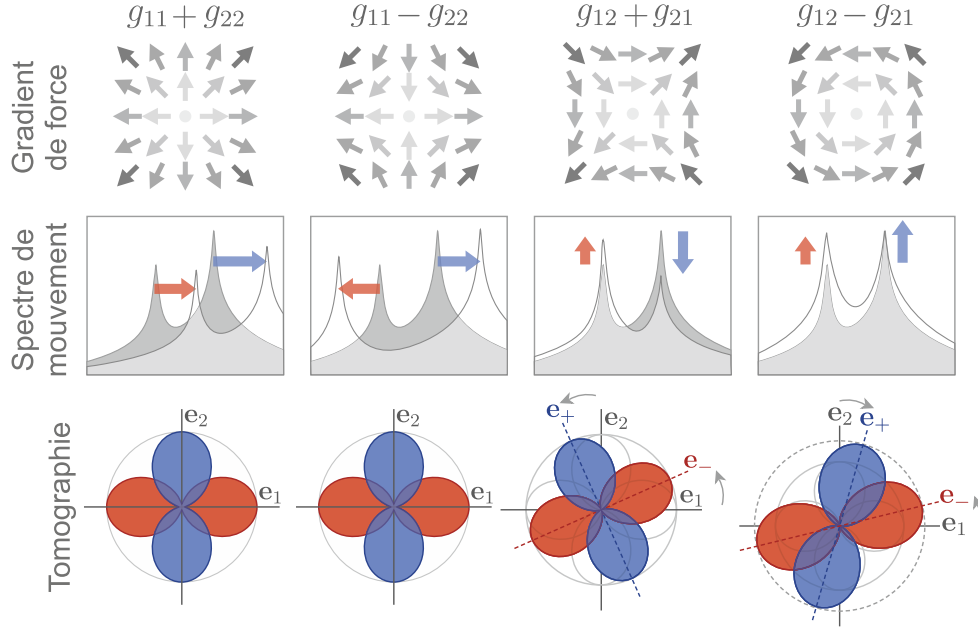 g₁₁ + g₂₂
g₁₁ − g₂₂
g₁₂ + g₂₁
g₁₂ − g₂₁
Gradient
de force
Spectre de
mouvement
Tomographie
e₂
e₁
e₂
e₁
e₊
e₂
e₋
e₁
e₂
e₊
e₋
e₁